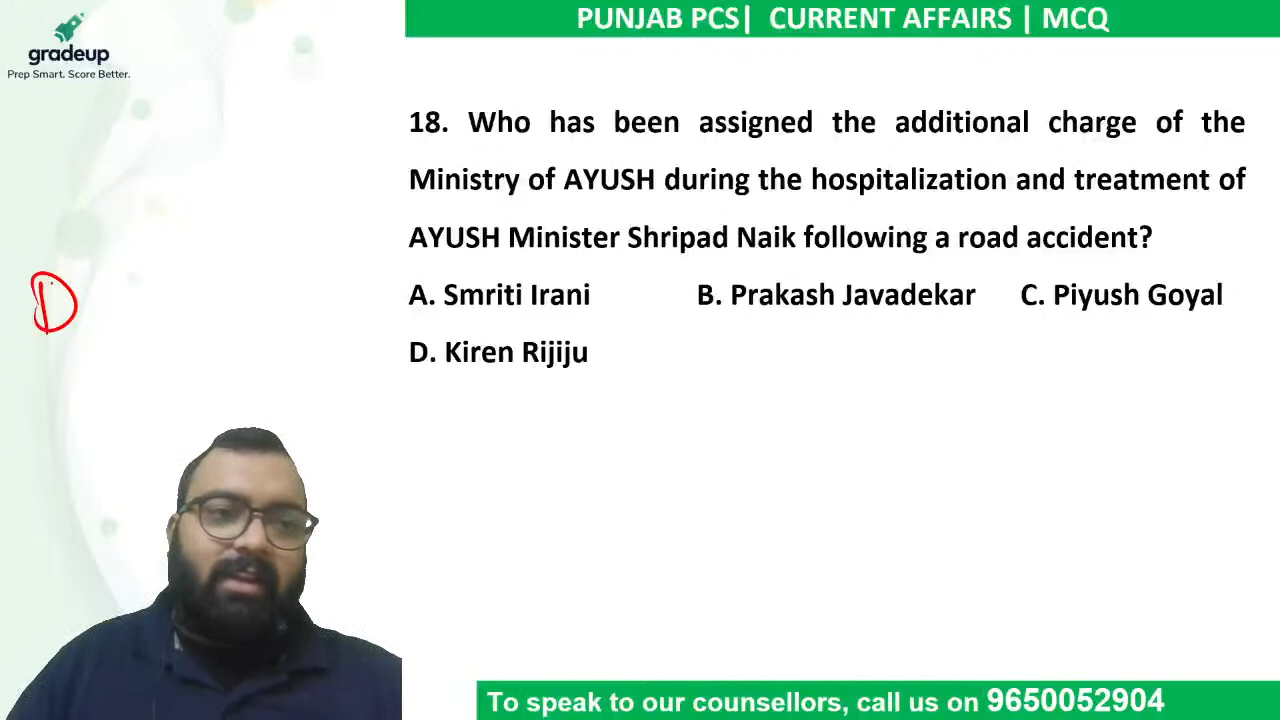 PUNJAB PCS| CURRENT AFFAIRS | MCQ
gradeup
Prep Smart. Score Better.
18. Who has been assigned the additional charge of the
Ministry of AYUSH during the hospitalization and treatment of
AYUSH Minister Shripad Naik following a road accident?
A. Smriti Irani B. Prakash Javadekar C. Piyush Goyal
D. Kiren Rijiju
D
To speak to our counsellors, call us on 9650052904